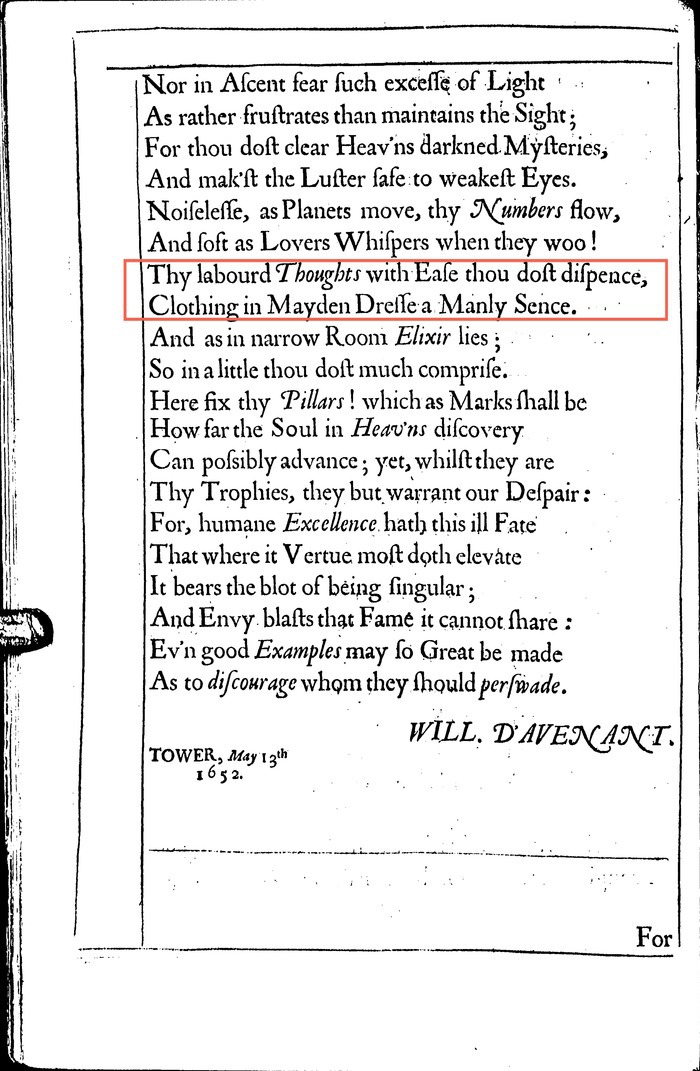 Nor in Aſcent fear ſuch exceſſe of Light
As rather fruſtrates than maintains the Sight;
For thou doſt clear Heav'ns darkned Myſteries,
And mak'ſt the Luſter ſafe to weakeſt Eyes.
Noiſeleſſe, as Planets move, thy Numbers flow,
And ſoft as Lovers Whiſpers when they woo!
Thy labourd Thoughts with Eaſe thou doſt diſpence,
Clothing in Mayden Dreſſe a Manly Sence.
And as in narrow Room Elixir lies;
So in a little thou doſt much compriſe.
Here fix thy Pillars! which as Marks ſhall be
How far the Soul in Heav'ns diſcovery
Can poſsibly advance; yet, whilſt they are
Thy Trophies, they but warrant our Deſpair:
For, humane Excellence hath this ill Fate
That where it Vertue moſt doth elevate
It bears the blot of being ſingular;
And Envy blaſts that Fame it cannot ſhare:
Ev'n good Examples may ſo Great be made
As to diſcourage whom they ſhould perſwade.
WILL. D'AVENANT.
TOWER, May 13th
1652.
For